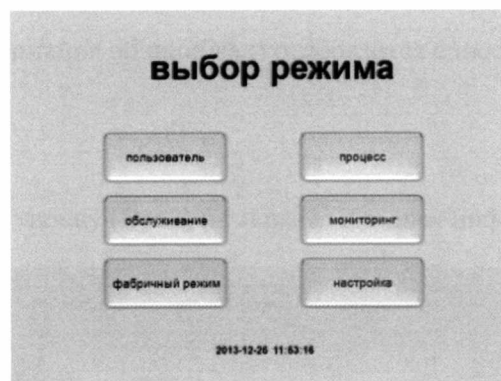 выбор режима
пользователь процесс
обслуживание мониторинг
фабричный режим настройка
2013-12-26 11:53:16